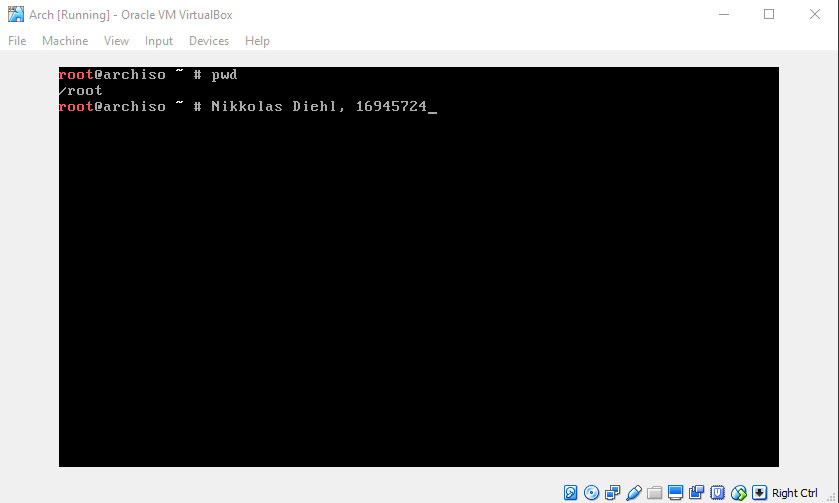 Arch [Running] - Oracle VM VirtualBox
File Machine View Input Devices Help
root@archiso ~ # pwd
/root
root@archiso ~ # Nikkolas Diehl, 16945724_
Right Ctrl